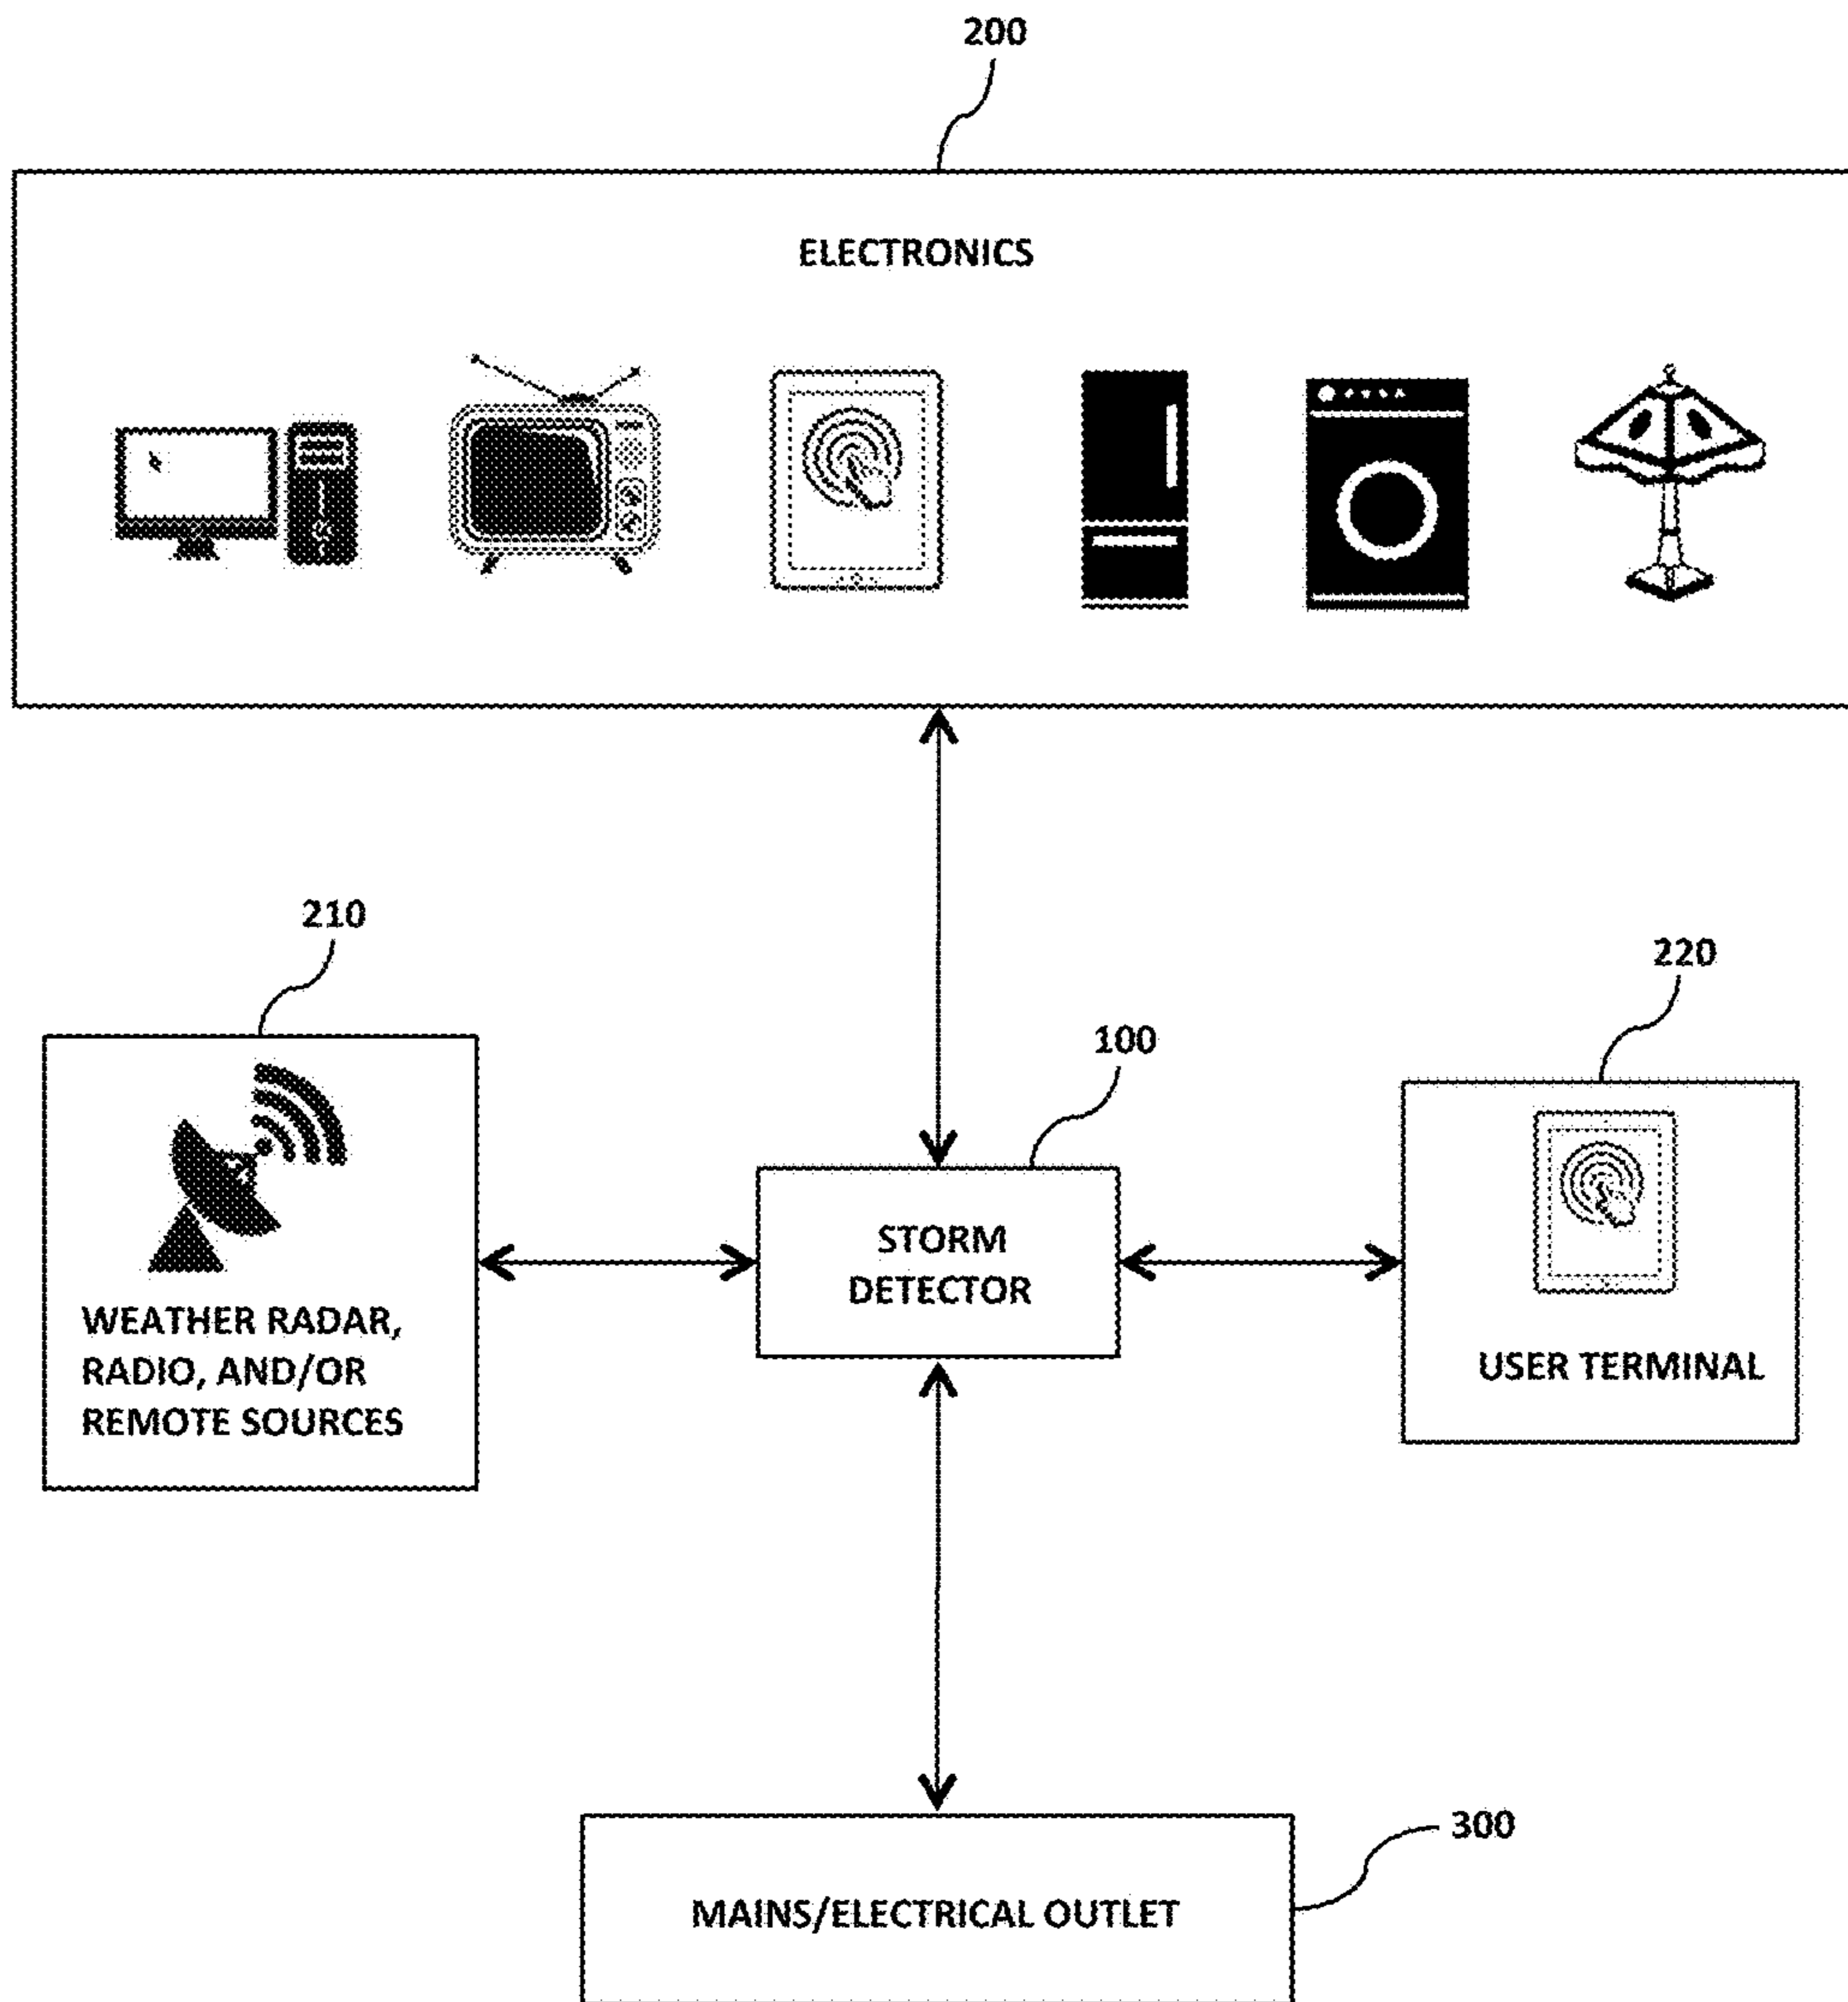 200
ELECTRONICS
210
220
100
STORM
DETECTOR
WEATHER RADAR,
RADIO, AND/OR
REMOTE SOURCES
USER TERMINAL
300
MAINS/ELECTRICAL OUTLET